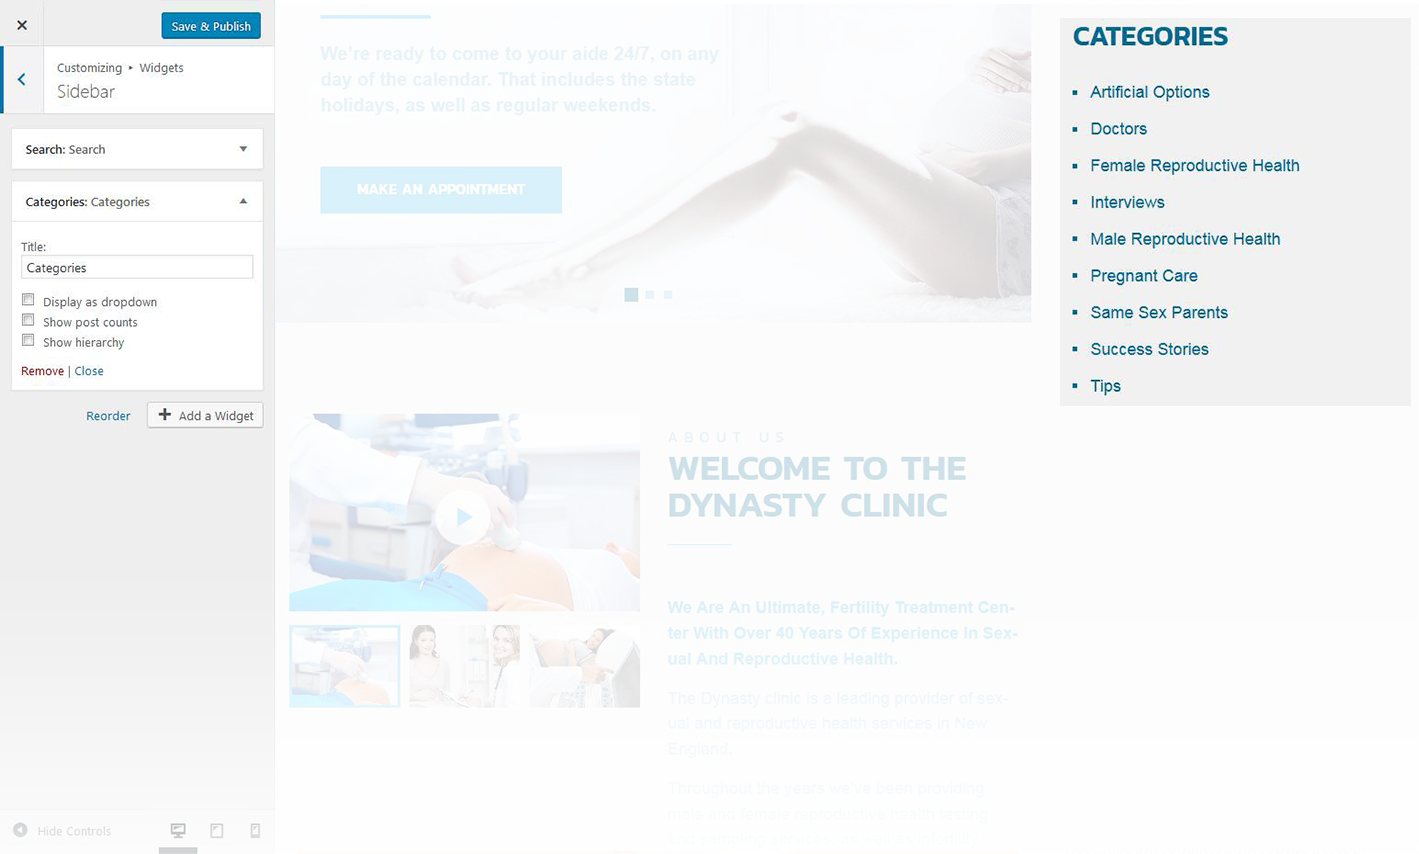 Save & Publish
Customizing ▸ Widgets
Sidebar
Search: Search
Categories: Categories
Title:
Categories
Display as dropdown
Show post counts
Show hierarchy
Remove | Close
Reorder
Add a Widget
Hide Controls
We're ready to come to your aide 24/7, on any
day of the calendar. That includes the state
holidays, as well as regular weekends.
MAKE AN APPOINTMENT
CATEGORIES
Artificial Options
Doctors
Female Reproductive Health
Interviews
Male Reproductive Health
Pregnant Care
Same Sex Parents
Success Stories
Tips
ABOUT US
WELCOME TO THE
DYNASTY CLINIC
We Are An Ultimate, Fertility Treatment Cen-
ter With Over 40 Years Of Experience In Sex-
ual And Reproductive Health.
The Dynasty clinic is a leading provider of sex-
ual and reproductive health services in New
England.
Throughout the years we've been providing
male and female reproductive health testing